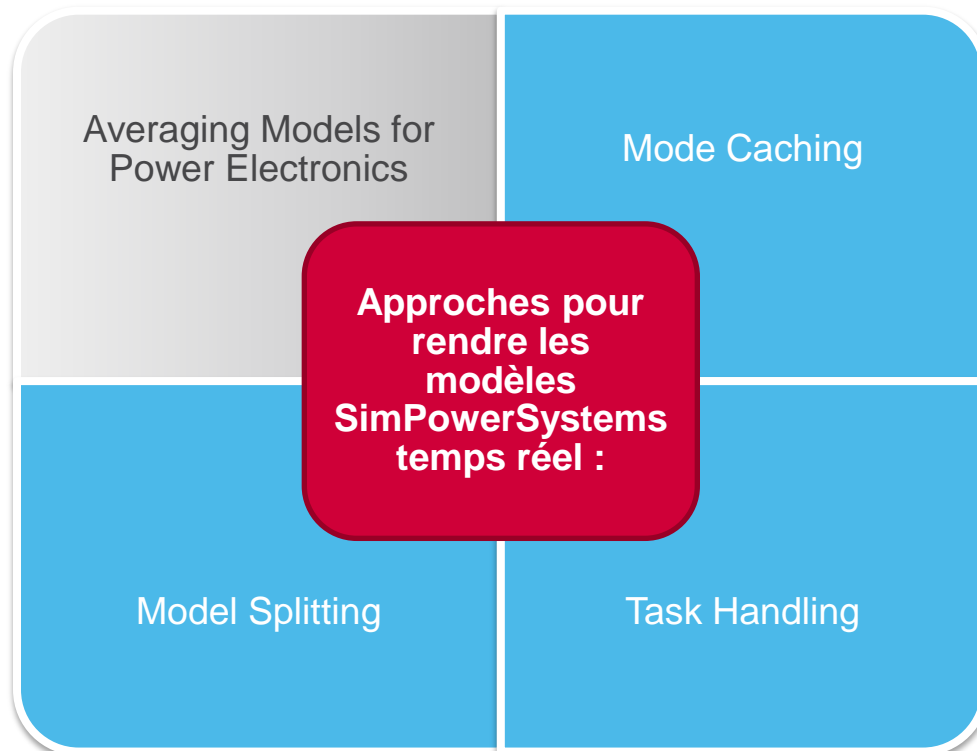 Averaging Models for
Power Electronics
Mode Caching
Approches pour
rendre les
modèles
SimPowerSystems
temps réel :
Model Splitting
Task Handling